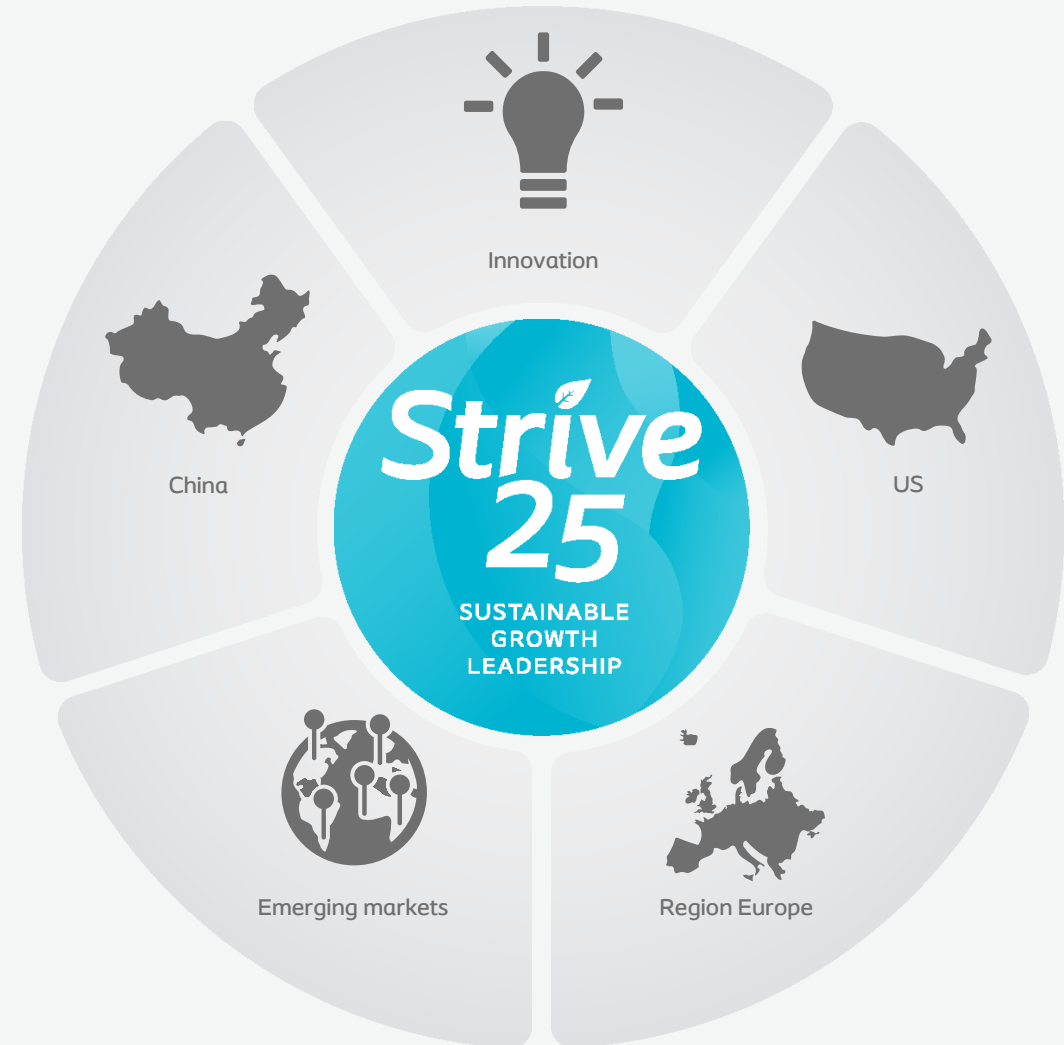 Innovation
China
US
Strive
25
SUSTAINABLE
GROWTH
LEADERSHIP
Emerging markets
Region Europe